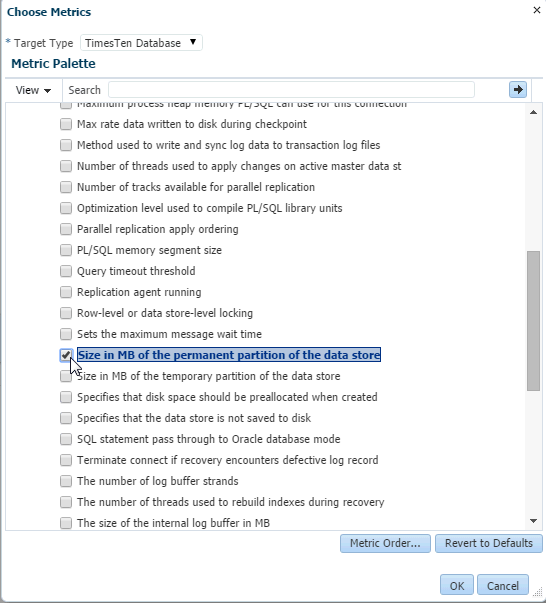 Choose Metrics
* Target Type TimesTen Database
Metric Palette
View Search
Maximum process heap memory PL/SQL can use for this connection
Max rate data written to disk during checkpoint
Method used to write and sync log data to transaction log files
Number of threads used to apply changes on active master data st
Number of tracks available for parallel replication
Optimization level used to compile PL/SQL library units
Parallel replication apply ordering
PL/SQL memory segment size
Query timeout threshold
Replication agent running
Row-level or data store-level locking
Sets the maximum message wait time
Size in MB of the permanent partition of the data store
Size in MB of the temporary partition of the data store
Specifies that disk space should be preallocated when created
Specifies that the data store is not saved to disk
SQL statement pass through to Oracle database mode
Terminate connect if recovery encounters defective log record
The number of log buffer strands
The number of threads used to rebuild indexes during recovery
The size of the internal log buffer in MB
Metric Order... Revert to Defaults
OK Cancel